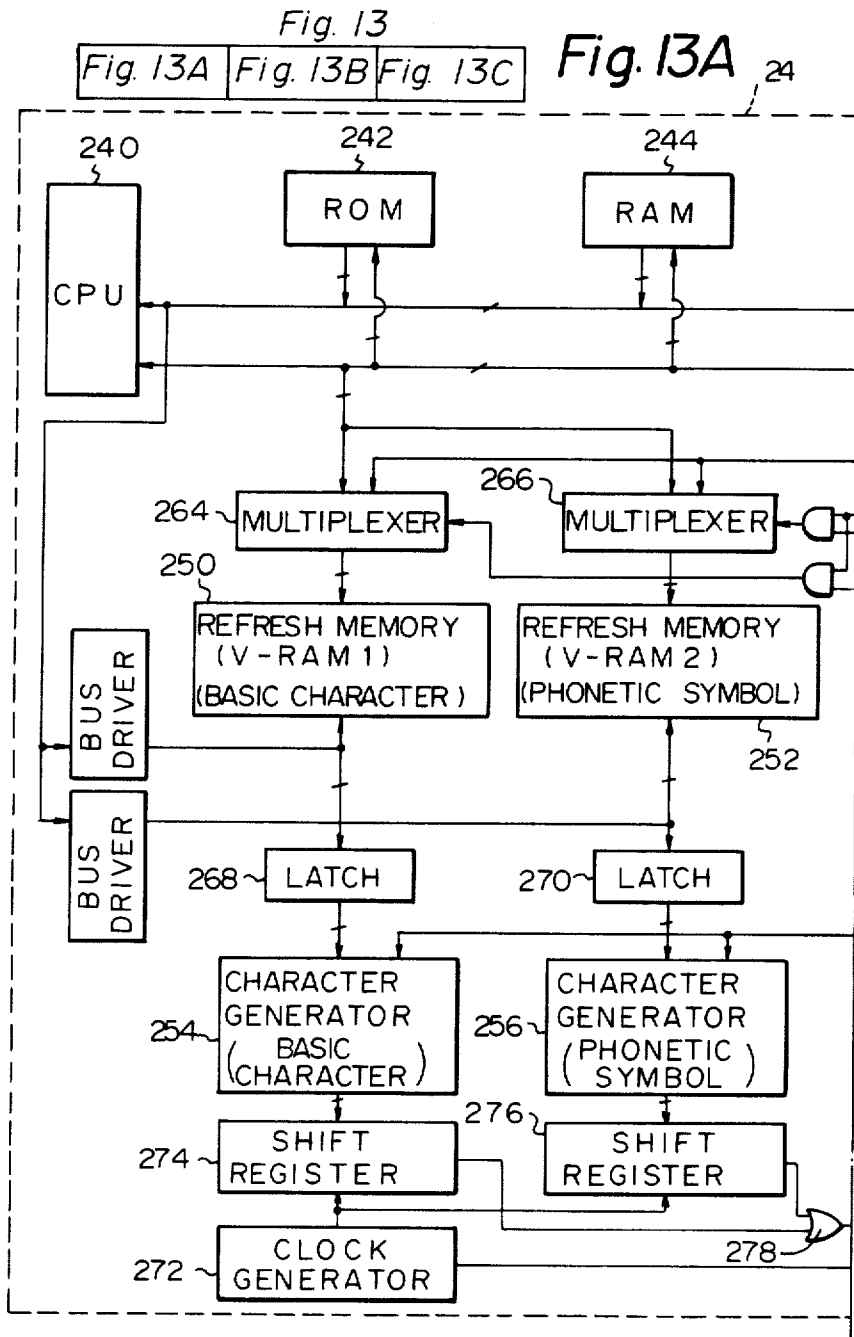 Fig. 13
Fig. 13A Fig. 13B Fig. 13C
Fig. 13A
24
240
242
244
CPU
ROM
RAM
264
MULTIPLEXER
266
MULTIPLEXER
250
REFRESH MEMORY
(V-RAM 1)
(BASIC CHARACTER)
REFRESH MEMORY
(V-RAM 2)
(PHONETIC SYMBOL)
252
BUS
DRIVER
BUS
DRIVER
268
LATCH
270
LATCH
254
CHARACTER
GENERATOR
(BASIC
CHARACTER)
256
CHARACTER
GENERATOR
(PHONETIC
SYMBOL)
274
SHIFT
REGISTER
276
SHIFT
REGISTER
278
272
CLOCK
GENERATOR